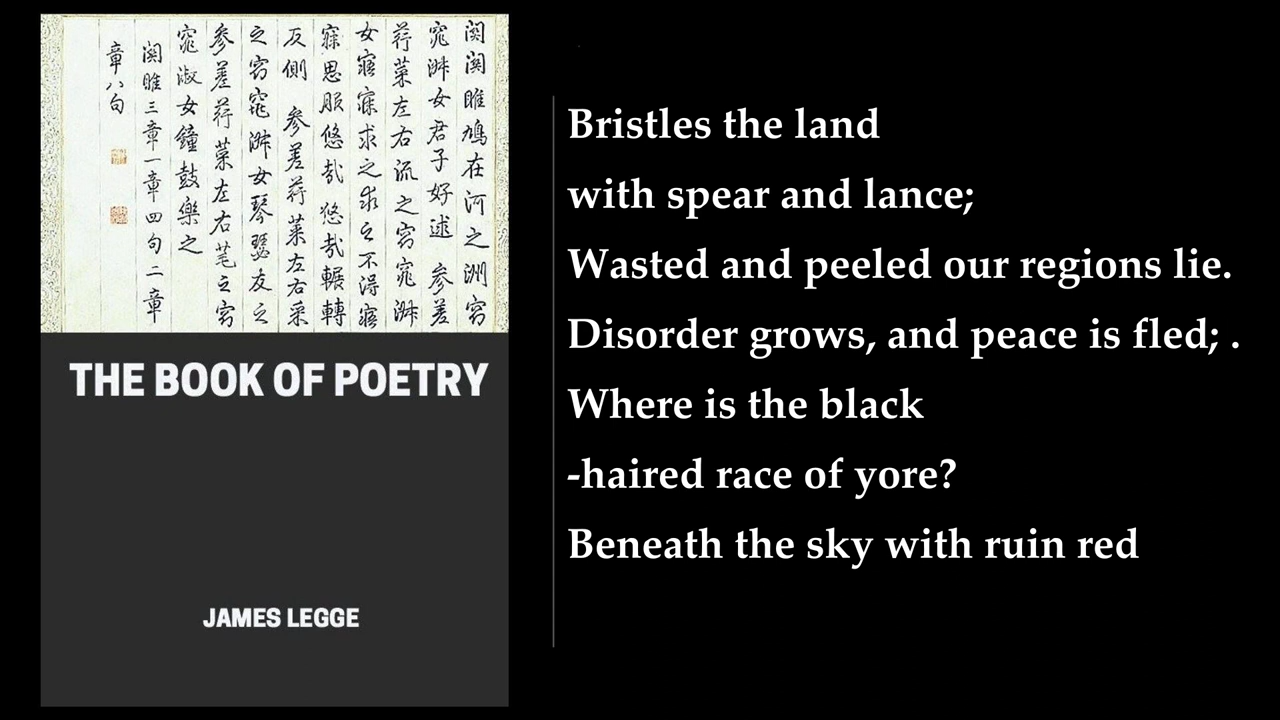 関関雎鳩在河之洲窈
窕淑女君子好逑 參差
荇菜左右流之窈窕淑
女寤寐求之求之不得寤
寐思服悠哉悠哉輾轉
反側 參差荇菜左右采
之窈窕淑女琴瑟友之
參差荇菜左右芼之窈
窕淑女鐘鼓樂之
関雎三章一章四句二章
章八句
THE BOOK OF POETRY
JAMES LEGGE
Bristles the land
with spear and lance;
Wasted and peeled our regions lie.
Disorder grows, and peace is fled; .
Where is the black
-haired race of yore?
Beneath the sky with ruin red